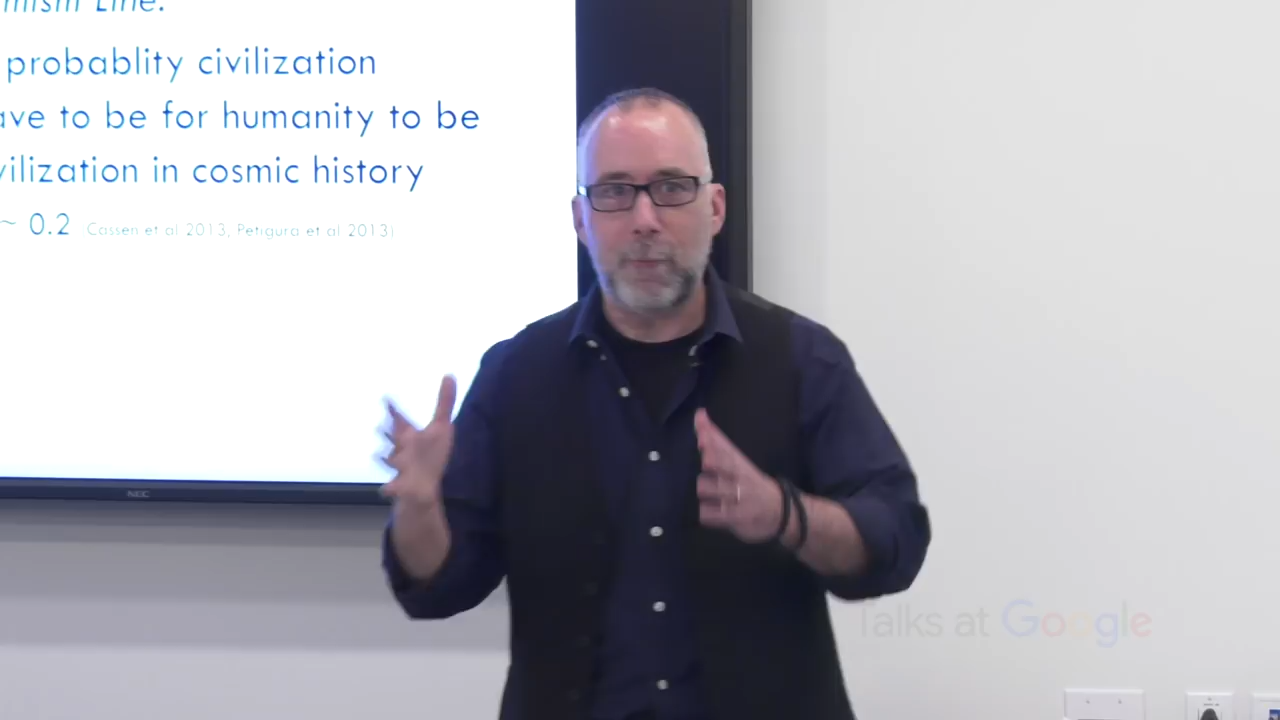 mism Line:
probablity civilization
ave to be for humanity to be
vilization in cosmic history
~ 0.2 Cassen et al 2013, Petigura et al 2013)
NEC
Talks at Google